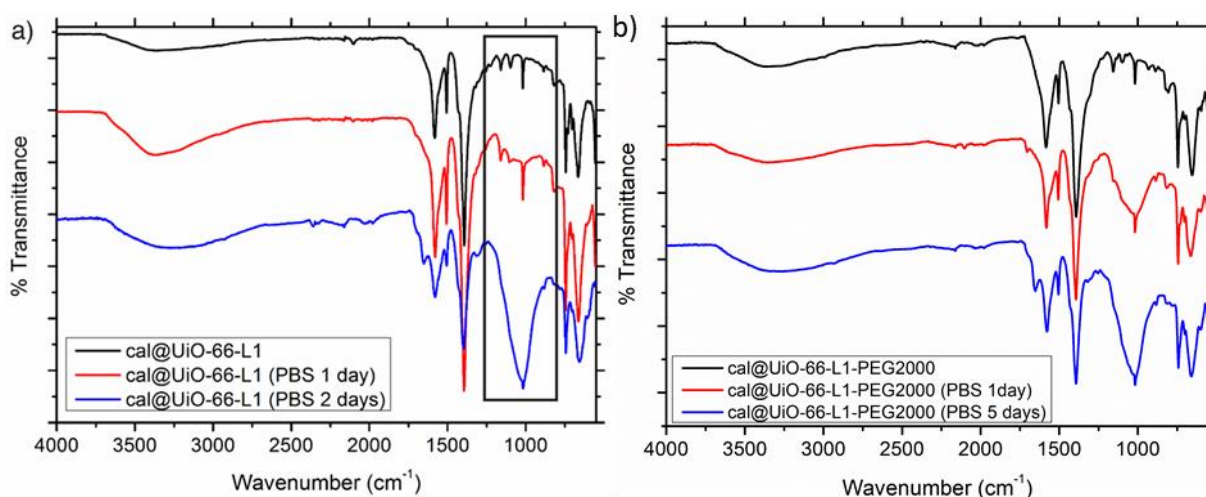 a)
% Transmittance
cal@UiO-66-L1
cal@UiO-66-L1 (PBS 1 day)
cal@UiO-66-L1 (PBS 2 days)
4000 3500 3000 2500 2000 1500 1000
Wavenumber (cm⁻¹)
b)
% Transmittance
cal@UiO-66-L1-PEG2000
cal@UiO-66-L1-PEG2000 (PBS 1day)
cal@UiO-66-L1-PEG2000 (PBS 5 days)
4000 3500 3000 2500 2000 1500 1000
Wavenumber (cm⁻¹)